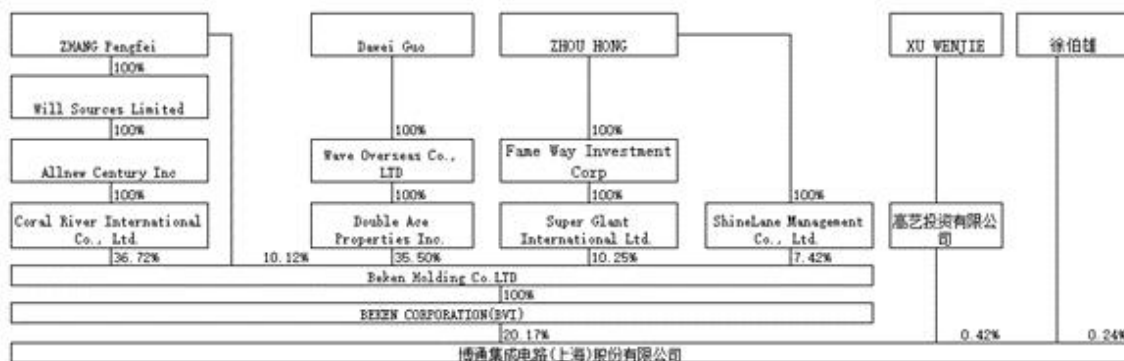 ZHANG Pengfei
Dawei Guo
ZHOU HONG
XU WENJIE
徐伯雄
100%
Will Sources Limited
100%
100%
100%
Allnew Century Inc
Wave Overseas Co.,
LTD
Fame Way Investment
Corp
100%
100%
100%
100%
Coral River International
Co., Ltd.
Double Ace
Properties Inc.
Super Glant
International Ltd.
ShineLane Management
Co., Ltd.
高艺投资有限公
司
36.72%
10.12%
35.50%
10.25%
7.42%
Beken Holding Co.LTD
100%
BEKEN CORPORATION(BVI)
20.17%
0.42%
0.24%
博通集成电路(上海)股份有限公司